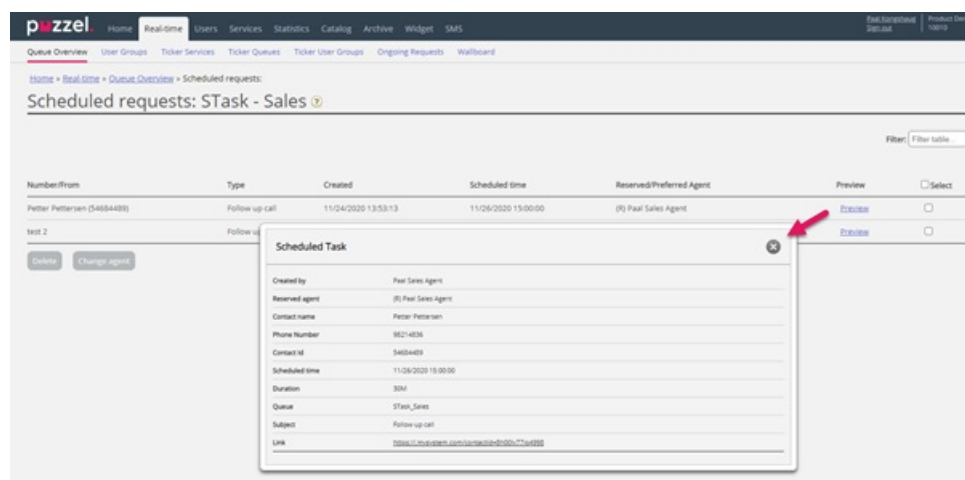 puzzel. Home Real-time Users Services Statistics Catalog Archive Widget SMS
Paal Kongshaug Product Dem
Sign out 10010
Queue Overview User Groups Ticker Services Ticker Queues Ticker User Groups Ongoing Requests Wallboard
Home » Real-time » Queue Overview » Scheduled requests:
Scheduled requests: STask - Sales ?
Filter: Filter table...
Number/From Type Created Scheduled time Reserved/Preferred Agent Preview Select
Petter Pettersen (54684489) Follow up call 11/24/2020 13:53:13 11/26/2020 15:00:00 (R) Paal Sales Agent Preview
test 2 Follow u Preview
Delete Change agent
Scheduled Task
Created by Paal Sales Agent
Reserved agent (R) Paal Sales Agent
Contact name Petter Pettersen
Phone Number 98214836
Contact Id 54684489
Scheduled time 11/26/2020 15:00:00
Duration 30M
Queue STask_Sales
Subject Follow up call
Link